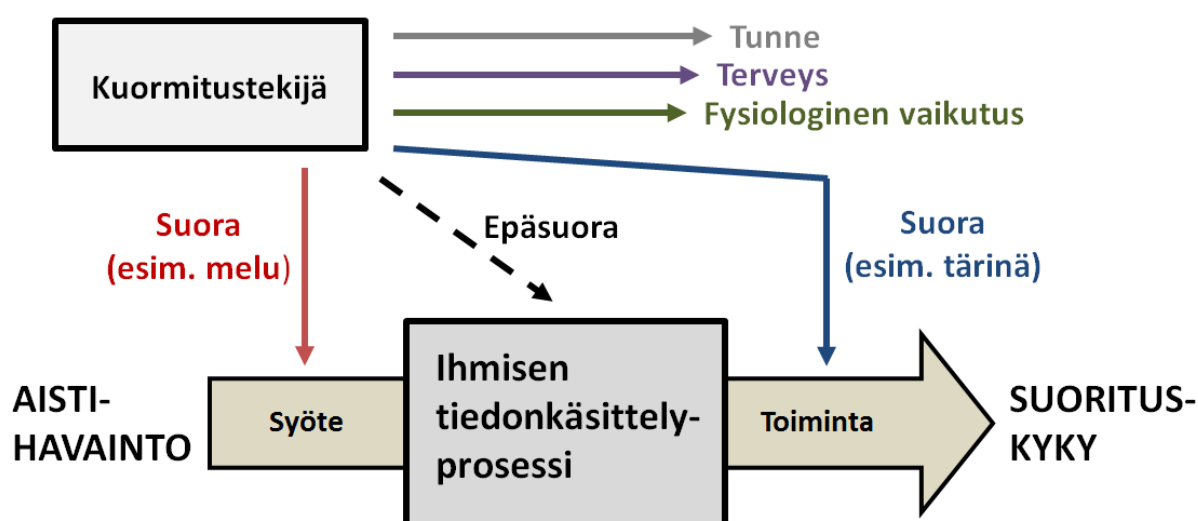 Kuormitustekijä
Tunne
Terveys
Fysiologinen vaikutus
Suora
(esim. melu)
Epäsuora
Suora
(esim. tärinä)
AISTI-
HAVAINTO
Syöte
Ihmisen
tiedonkäsittely-
prosessi
Toiminta
SUORITUS-
KYKY